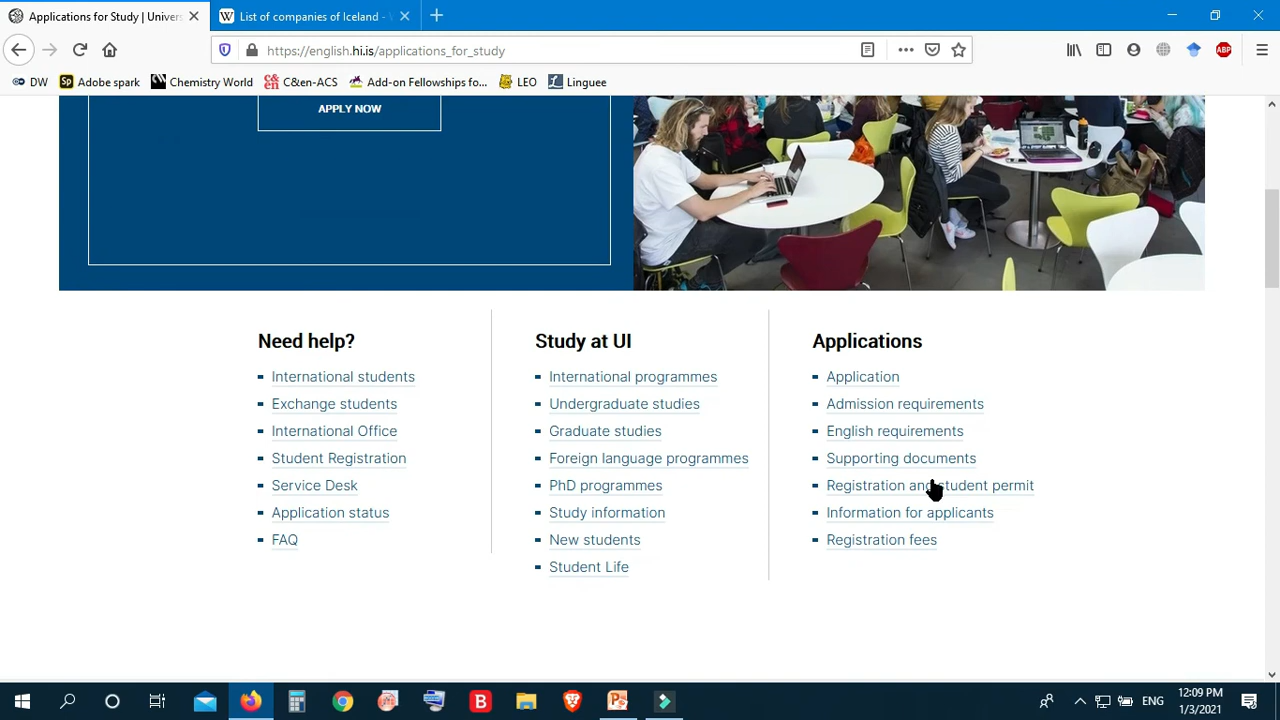 Applications for Study | Univers
List of companies of Iceland -
https://english.hi.is/applications_for_study
DW
Adobe spark
Chemistry World
C&en-ACS
Add-on Fellowships fo...
LEO
Linguee
ABP
APPLY NOW
Need help?
International students
Exchange students
International Office
Student Registration
Service Desk
Application status
FAQ
Study at UI
International programmes
Undergraduate studies
Graduate studies
Foreign language programmes
PhD programmes
Study information
New students
Student Life
Applications
Application
Admission requirements
English requirements
Supporting documents
Registration and student permit
Information for applicants
Registration fees
ENG
12:09 PM
1/3/2021